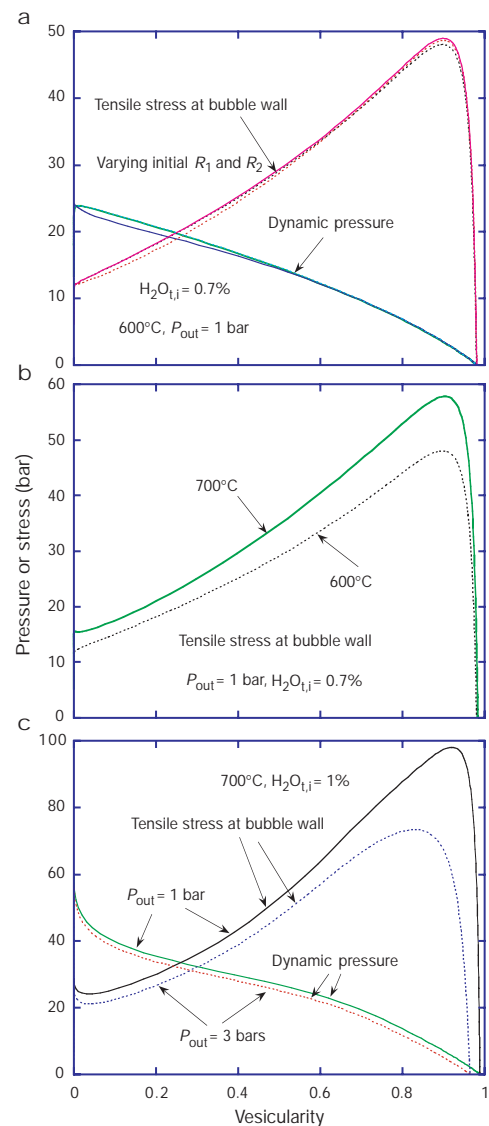 a
50
Tensile stress at bubble wall
40
30
Varying initial R₁ and R₂
Dynamic pressure
20
H₂Oₜ,ᵢ = 0.7%
10
600°C, Pout = 1 bar
0
b
60
50
700°C
40
30
600°C
20
Tensile stress at bubble wall
10
Pout = 1 bar, H₂Oₜ,ᵢ = 0.7%
0
Pressure or stress (bar)
c
100
700°C, H₂Oₜ,ᵢ = 1%
80
Tensile stress at bubble wall
60
Pout = 1 bar
40
Dynamic pressure
20
Pout = 3 bars
0
0 0.2 0.4 0.6 0.8 1
Vesicularity